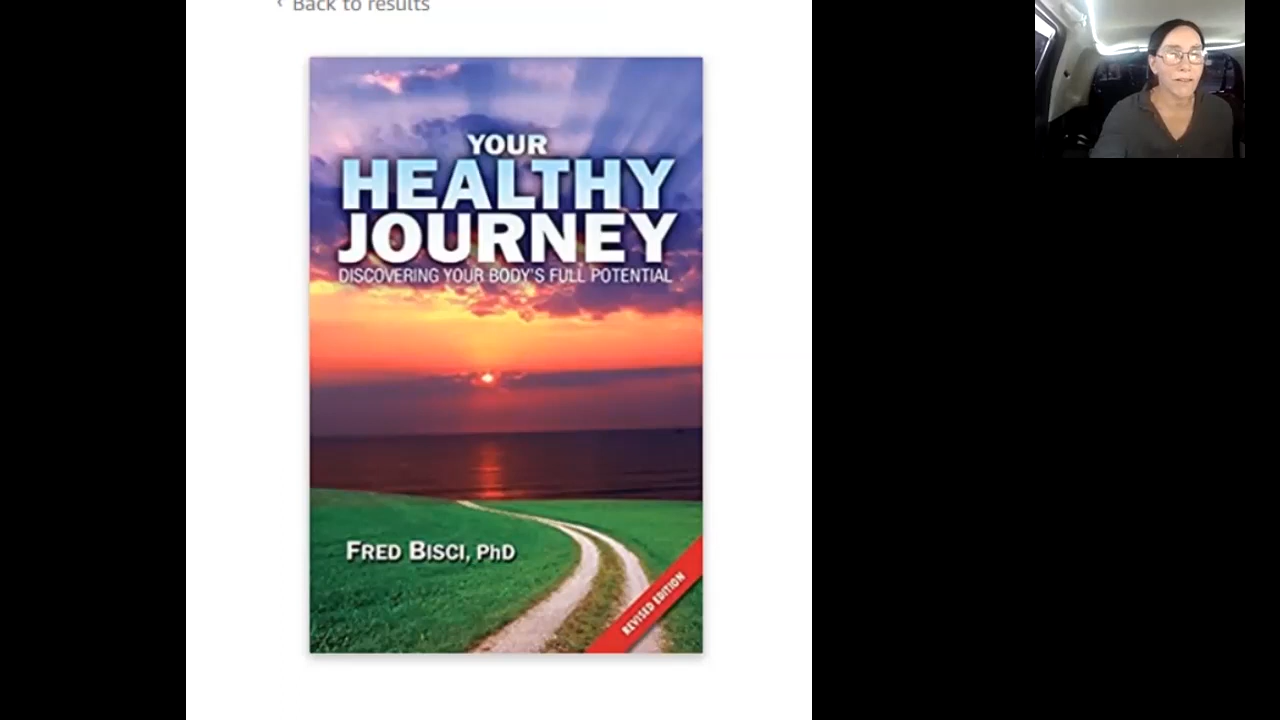 ‹ Back to results
YOUR
HEALTHY
JOURNEY
DISCOVERING YOUR BODY'S FULL POTENTIAL
FRED BISCI, PHD
REVISED EDITION